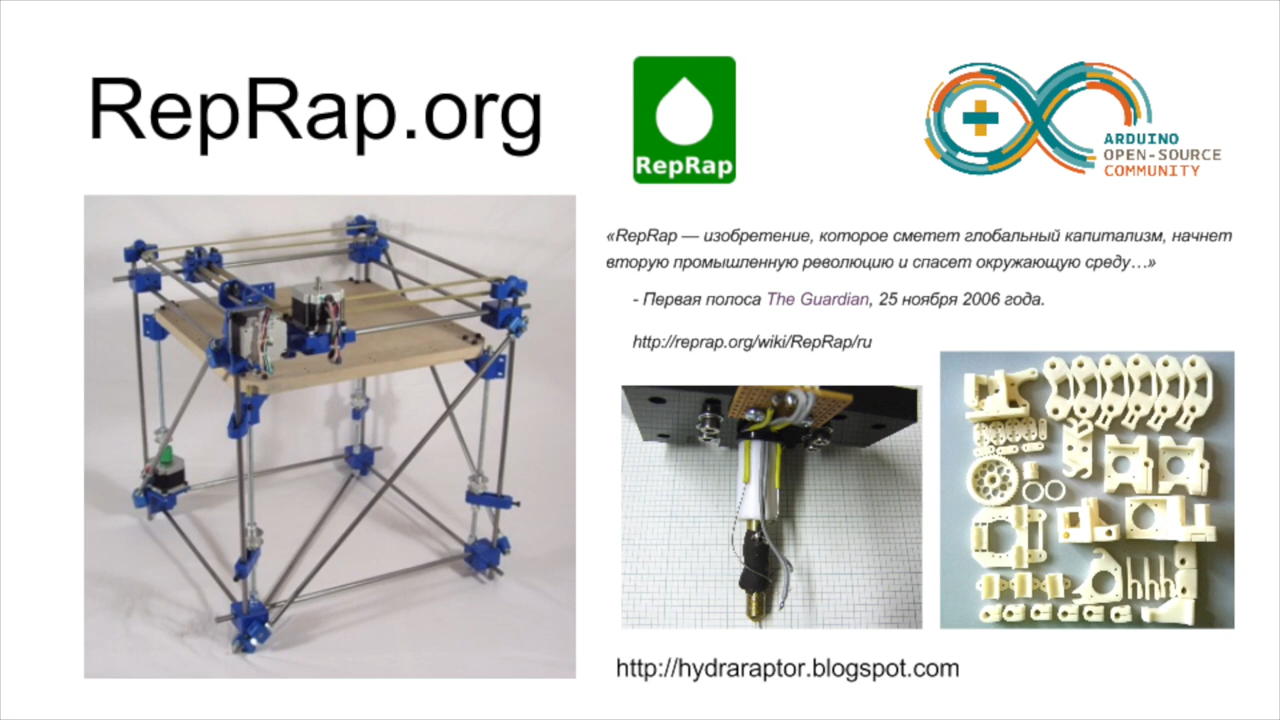 RepRap.org
RepRap
ARDUINO
OPEN-SOURCE
COMMUNITY
«RepRap — изобретение, которое сметет глобальный капитализм, начнет
вторую промышленную революцию и спасет окружающую среду…»
- Первая полоса The Guardian, 25 ноября 2006 года.
http://reprap.org/wiki/RepRap/ru
http://hydraraptor.blogspot.com